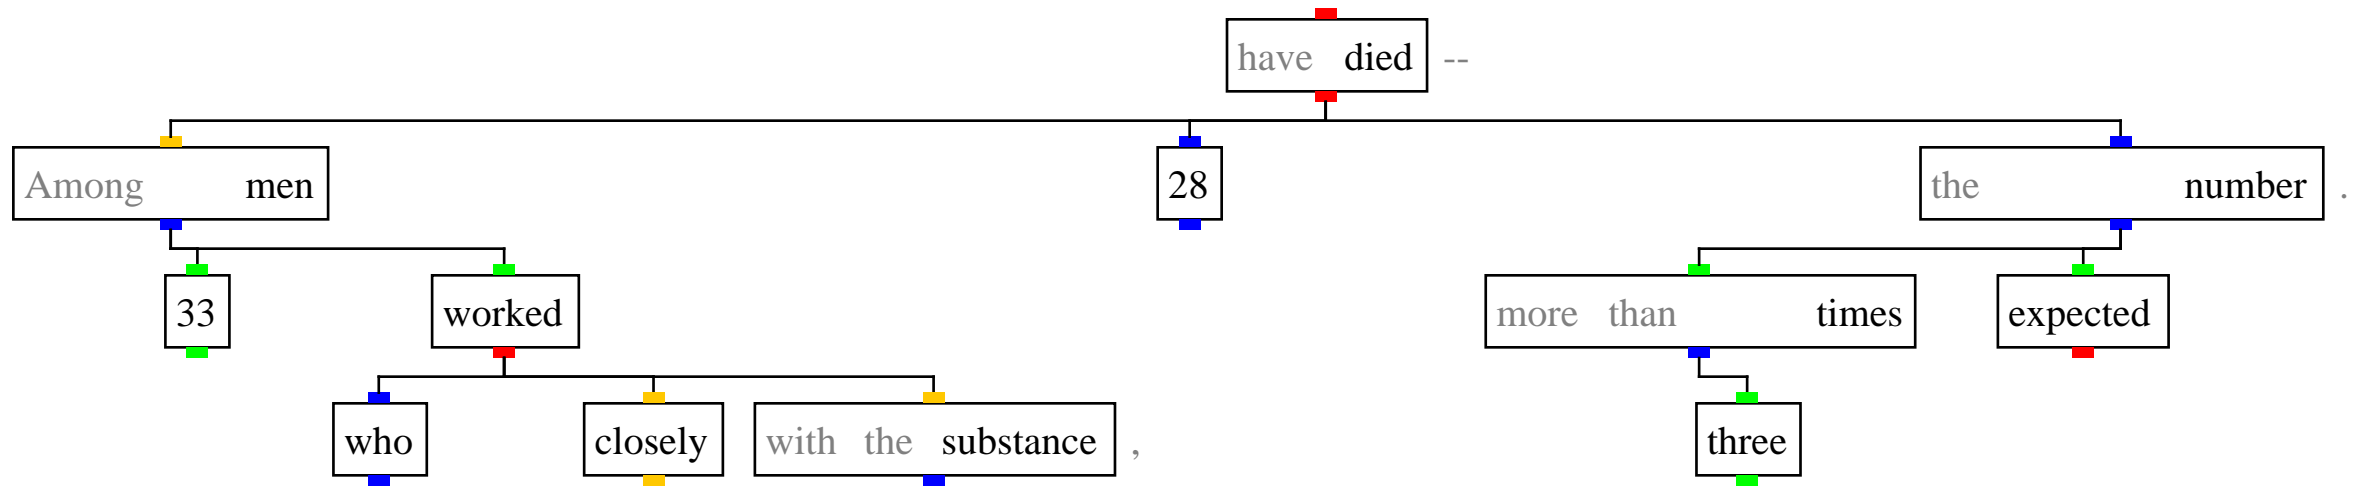 have died --
Among men 28 the number .
33 worked more than times expected
who closely with the substance , three